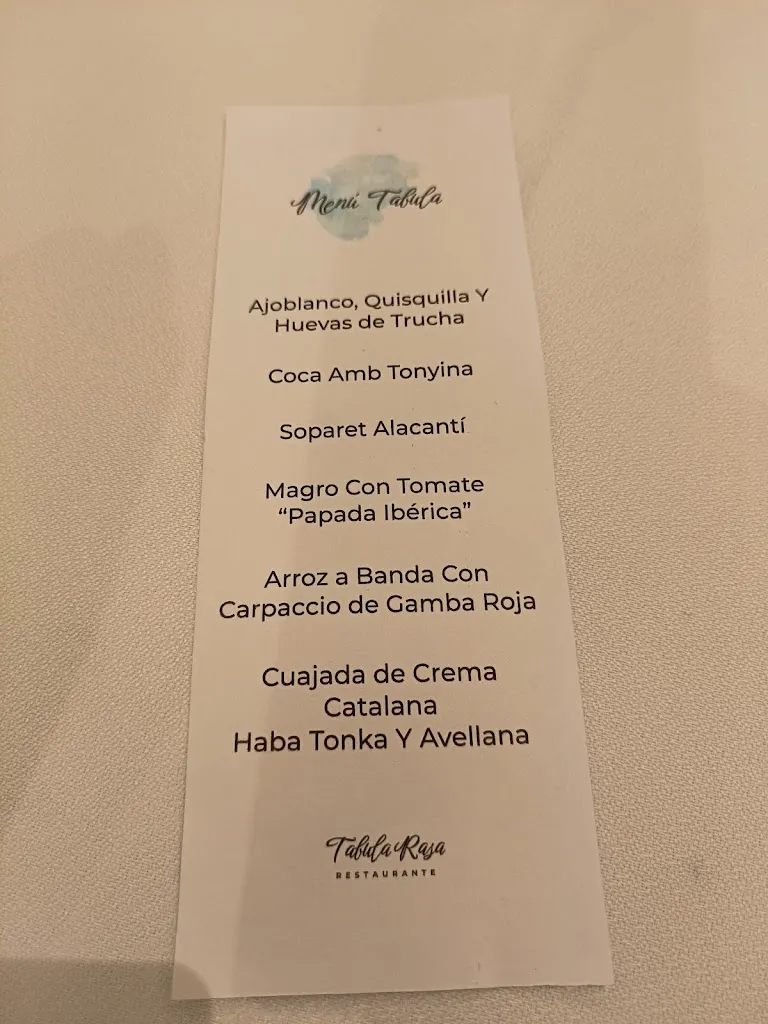 Menú Tabula
Ajoblanco, Quisquilla Y
Huevas de Trucha
Coca Amb Tonyina
Soparet Alacantí
Magro Con Tomate
“Papada Ibérica”
Arroz a Banda Con
Carpaccio de Gamba Roja
Cuajada de Crema
Catalana
Haba Tonka Y Avellana
Tabula Rasa
RESTAURANTE